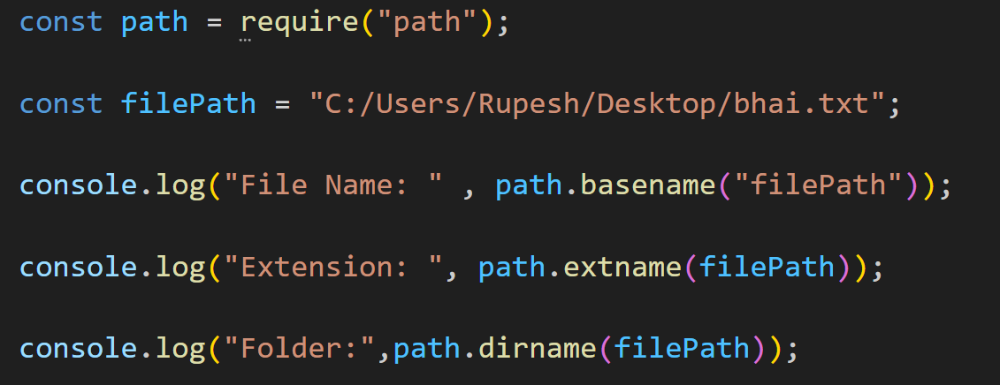 const path = require("path");
const filePath = "C:/Users/Rupesh/Desktop/bhai.txt";
console.log("File Name: " , path.basename("filePath"));
console.log("Extension: ", path.extname(filePath));
console.log("Folder:",path.dirname(filePath));